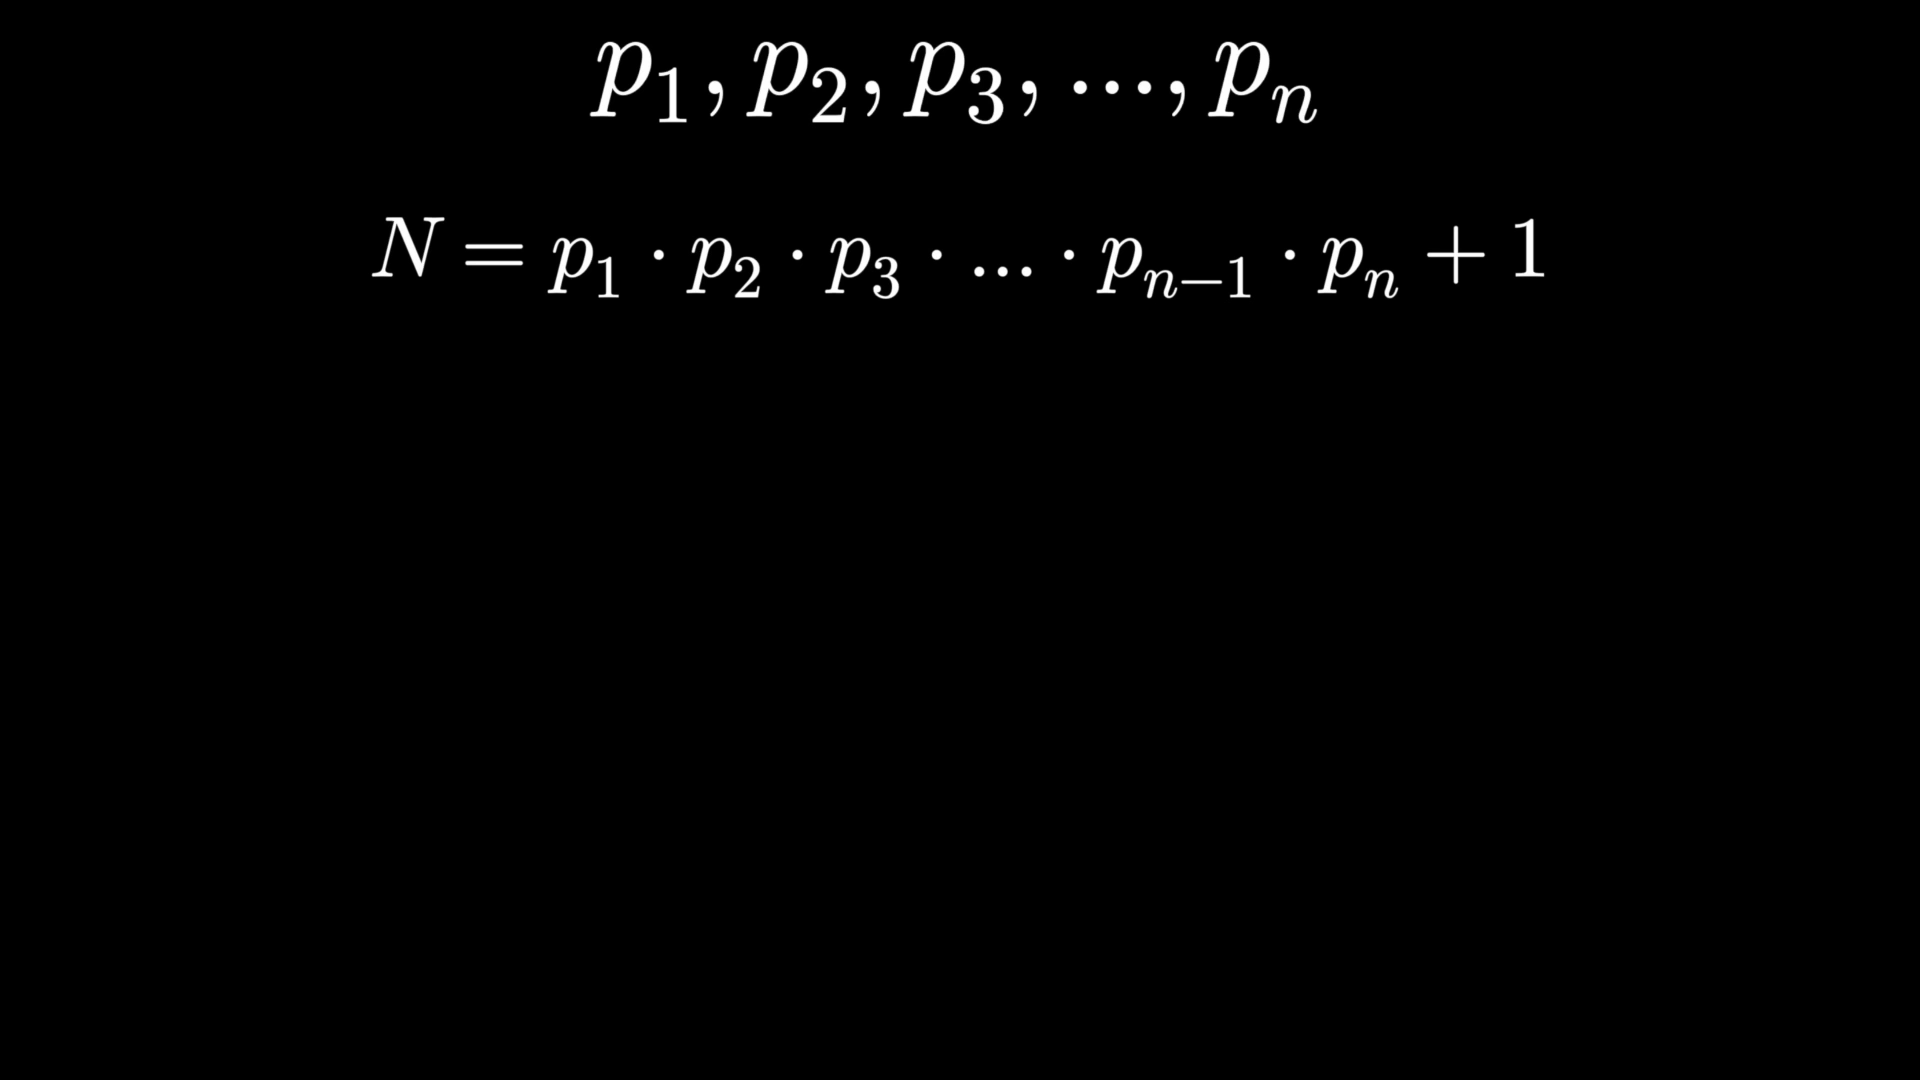 p₁, p₂, p₃, ..., pₙ
N = p₁ · p₂ · p₃ · ... · pₙ₋₁ · pₙ + 1